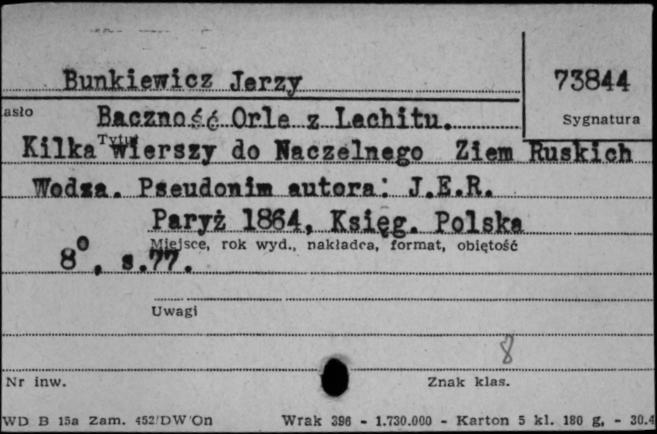 Bunkiewicz Jerzy
73844
asło
Baczność Orle z Lechitu.
Sygnatura
Tytuł
Kilka wierszy do Naczelnego Ziem Ruskich
Wodza. Pseudonim autora: J.E.R.
Paryż 1864, Księg. Polska
Miejsce, rok wyd., nakładca, format, objętość
8°, s.77.
Uwagi
8
Nr inw.
Znak klas.
WD B 15a Zam. 452/DW/On
Wrak 396 - 1.730.000 - Karton 5 kl. 180 g. - 30.4